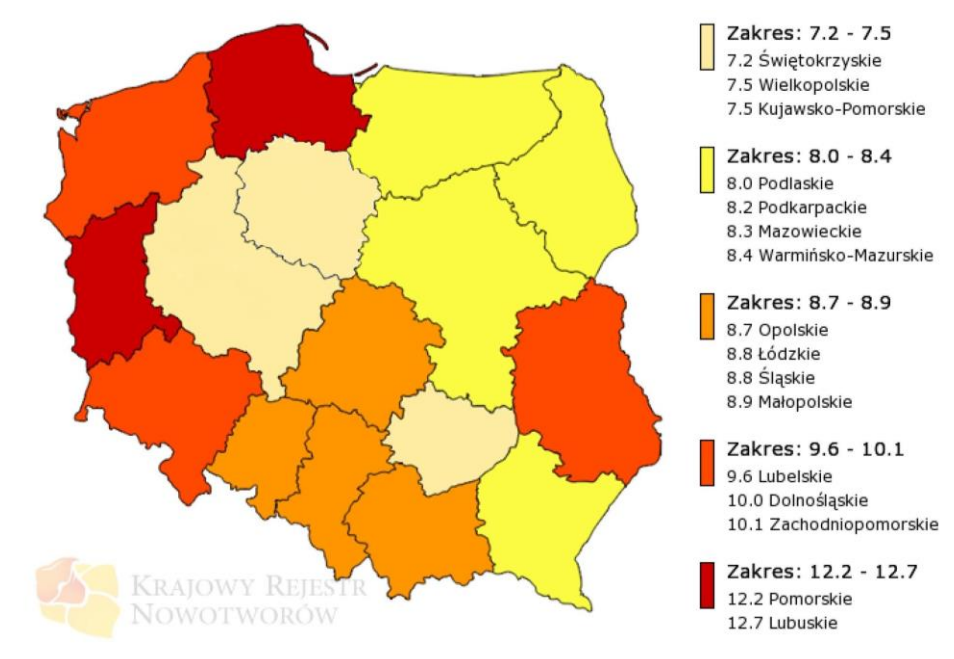 Zakres: 7.2 - 7.5
7.2 Świętokrzyskie
7.5 Wielkopolskie
7.5 Kujawsko-Pomorskie
Zakres: 8.0 - 8.4
8.0 Podlaskie
8.2 Podkarpackie
8.3 Mazowieckie
8.4 Warmińsko-Mazurskie
Zakres: 8.7 - 8.9
8.7 Opolskie
8.8 Łódzkie
8.8 Śląskie
8.9 Małopolskie
Zakres: 9.6 - 10.1
9.6 Lubelskie
10.0 Dolnośląskie
10.1 Zachodniopomorskie
Zakres: 12.2 - 12.7
12.2 Pomorskie
12.7 Lubuskie
KRAJOWY REJESTR
NOWOTWORÓW